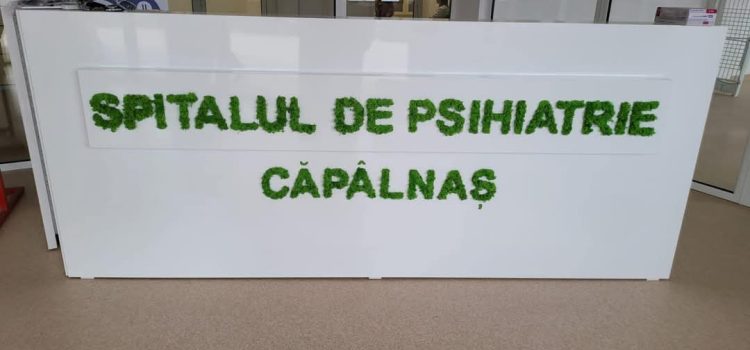 SPITALUL DE PSIHIATRIE
CĂPÂLNAȘ